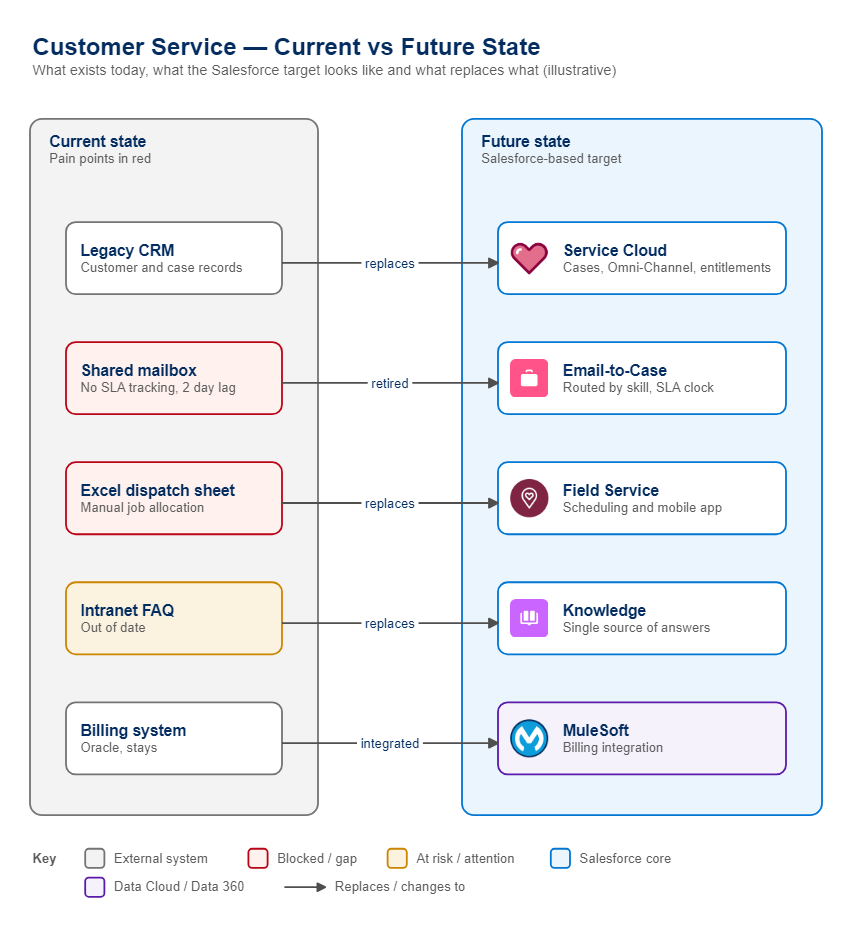 Customer Service — Current vs Future State
What exists today, what the Salesforce target looks like and what replaces what (illustrative)
Current state
Pain points in red
Future state
Salesforce-based target
Legacy CRM
Customer and case records
replaces
Service Cloud
Cases, Omni-Channel, entitlements
Shared mailbox
No SLA tracking, 2 day lag
retired
Email-to-Case
Routed by skill, SLA clock
Excel dispatch sheet
Manual job allocation
replaces
Field Service
Scheduling and mobile app
Intranet FAQ
Out of date
replaces
Knowledge
Single source of answers
Billing system
Oracle, stays
integrated
MuleSoft
Billing integration
Key
External system
Blocked / gap
At risk / attention
Salesforce core
Data Cloud / Data 360
Replaces / changes to